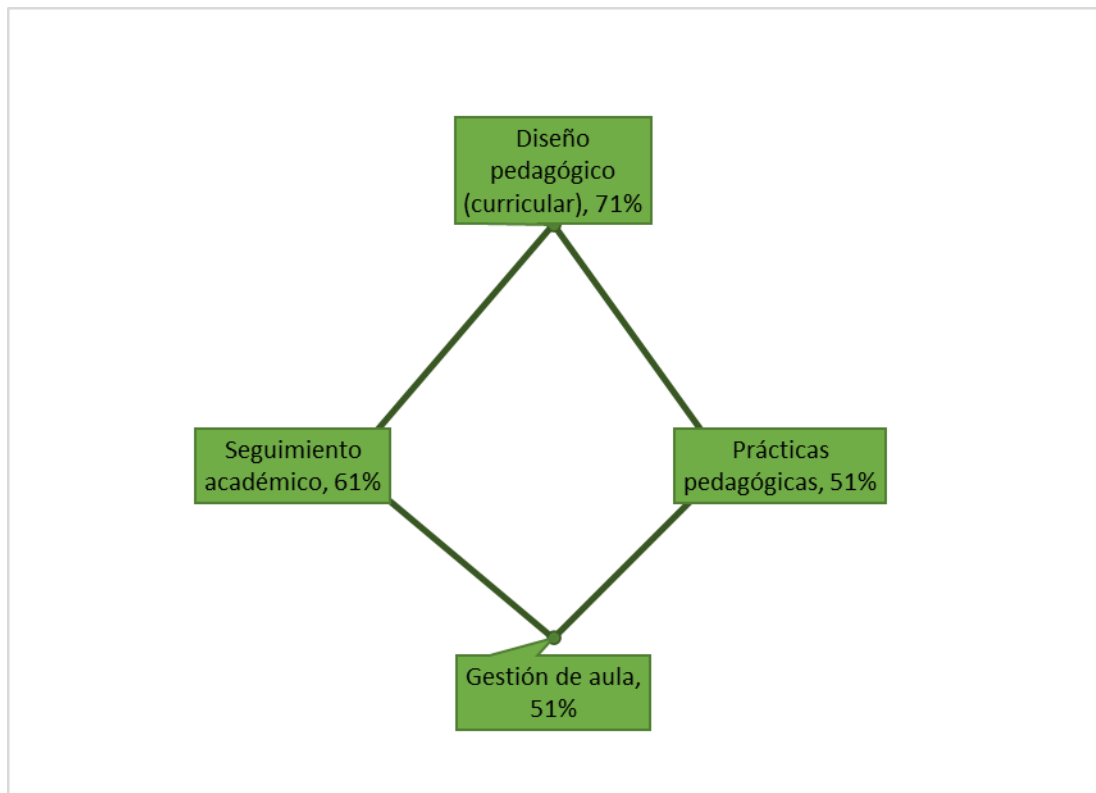 Diseño
pedagógico
(curricular), 71%
Seguimiento
académico, 61%
Prácticas
pedagógicas, 51%
Gestión de aula,
51%